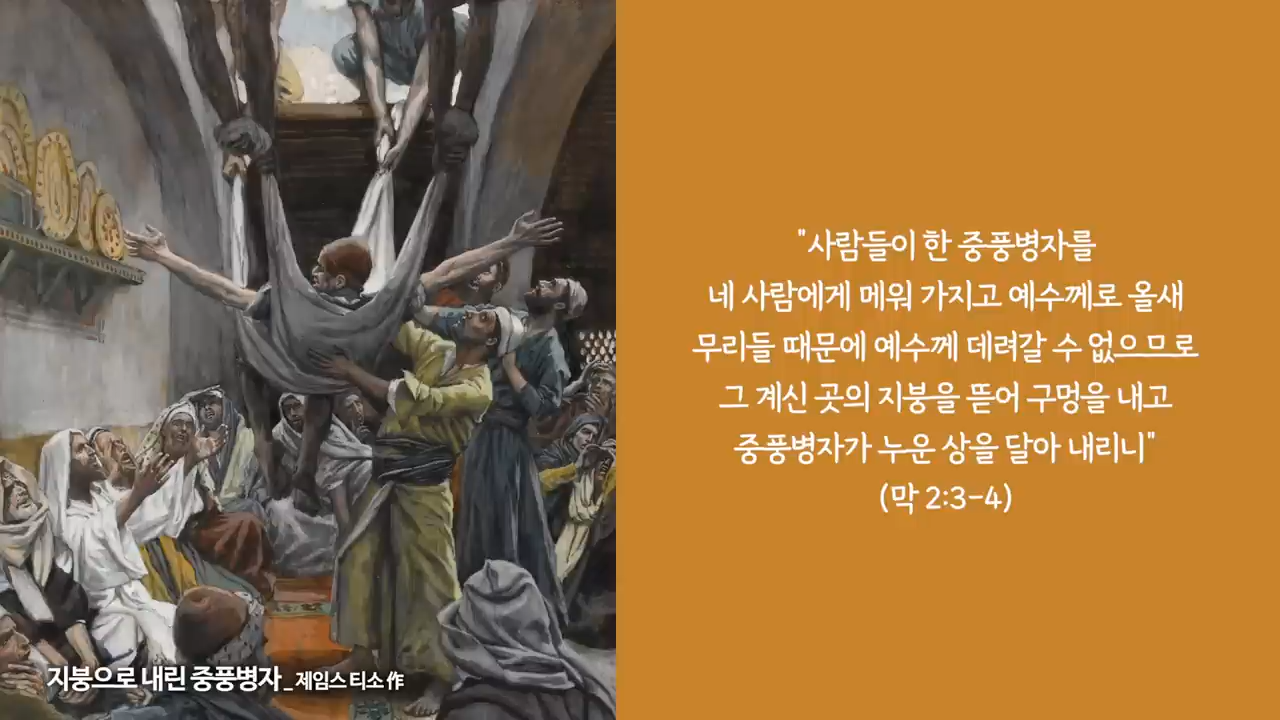 "사람들이 한 중풍병자를
네 사람에게 메워 가지고 예수께로 올새
무리들 때문에 예수께 데려갈 수 없으므로
그 계신 곳의 지붕을 뜯어 구멍을 내고
중풍병자가 누운 상을 달아 내리니"
(막 2:3-4)
지붕으로 내린 중풍병자_제임스 티소 作